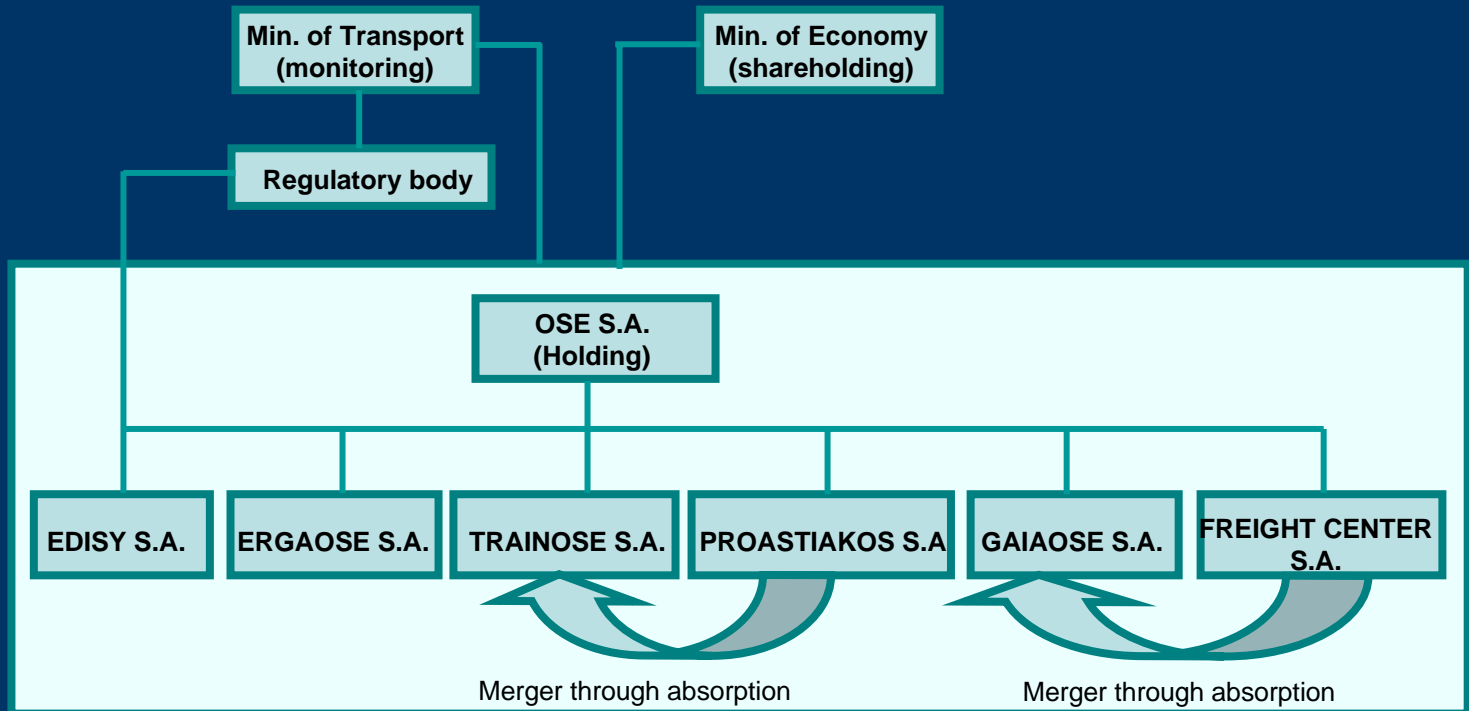 Min. of Transport
(monitoring)
Min. of Economy
(shareholding)
Regulatory body
OSE S.A.
(Holding)
EDISY S.A.
ERGAOSE S.A.
TRAINOSE S.A.
PROASTIAKOS S.A
GAIAOSE S.A.
FREIGHT CENTER
S.A.
Merger through absorption
Merger through absorption